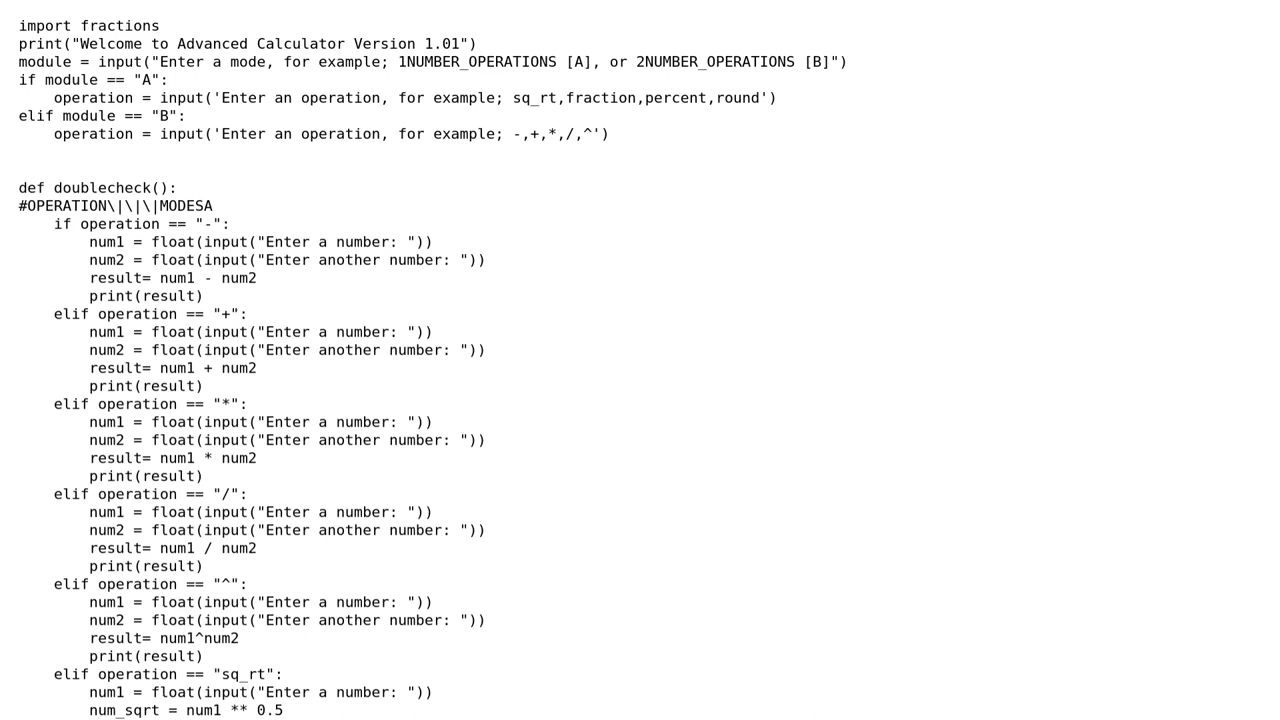 import fractions
print("Welcome to Advanced Calculator Version 1.01")
module = input("Enter a mode, for example; 1NUMBER_OPERATIONS [A], or 2NUMBER_OPERATIONS [B]")
if module == "A":
    operation = input('Enter an operation, for example; sq_rt,fraction,percent,round')
elif module == "B":
    operation = input('Enter an operation, for example; -,+,*,/,^')
def doublecheck():
#OPERATION\|\|\|MODESA
    if operation == "-":
        num1 = float(input("Enter a number: "))
        num2 = float(input("Enter another number: "))
        result= num1 - num2
        print(result)
    elif operation == "+":
        num1 = float(input("Enter a number: "))
        num2 = float(input("Enter another number: "))
        result= num1 + num2
        print(result)
    elif operation == "*":
        num1 = float(input("Enter a number: "))
        num2 = float(input("Enter another number: "))
        result= num1 * num2
        print(result)
    elif operation == "/":
        num1 = float(input("Enter a number: "))
        num2 = float(input("Enter another number: "))
        result= num1 / num2
        print(result)
    elif operation == "^":
        num1 = float(input("Enter a number: "))
        num2 = float(input("Enter another number: "))
        result= num1^num2
        print(result)
    elif operation == "sq_rt":
        num1 = float(input("Enter a number: "))
        num_sqrt = num1 ** 0.5